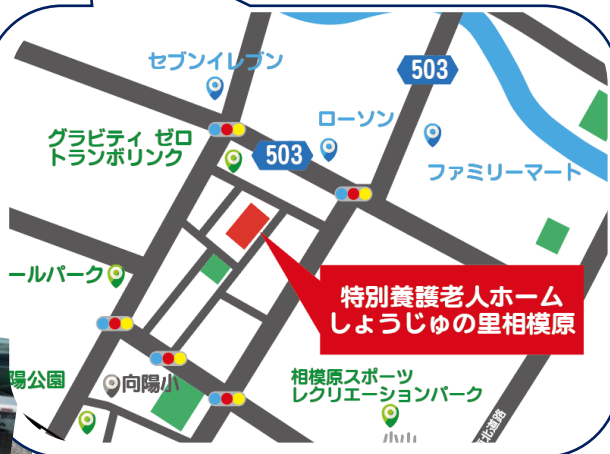 セブンイレブン
503
グラビティ ゼロ
トランポリンク
503
ローソン
ファミリーマート
ールパーク
特別養護老人ホーム
しょうじゅの里相模原
陽公園
向陽小
相模原スポーツ
レクリエーションパーク
北道路